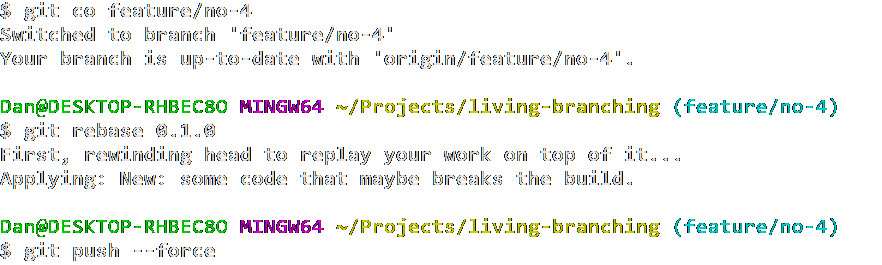 $ git co feature/no-4
Switched to branch 'feature/no-4'
Your branch is up-to-date with 'origin/feature/no-4'.
Dan@DESKTOP-RHBEC8O MINGW64 ~/Projects/living-branching (feature/no-4)
$ git rebase 0.1.0
First, rewinding head to replay your work on top of it...
Applying: New: some code that maybe breaks the build.
Dan@DESKTOP-RHBEC8O MINGW64 ~/Projects/living-branching (feature/no-4)
$ git push --force